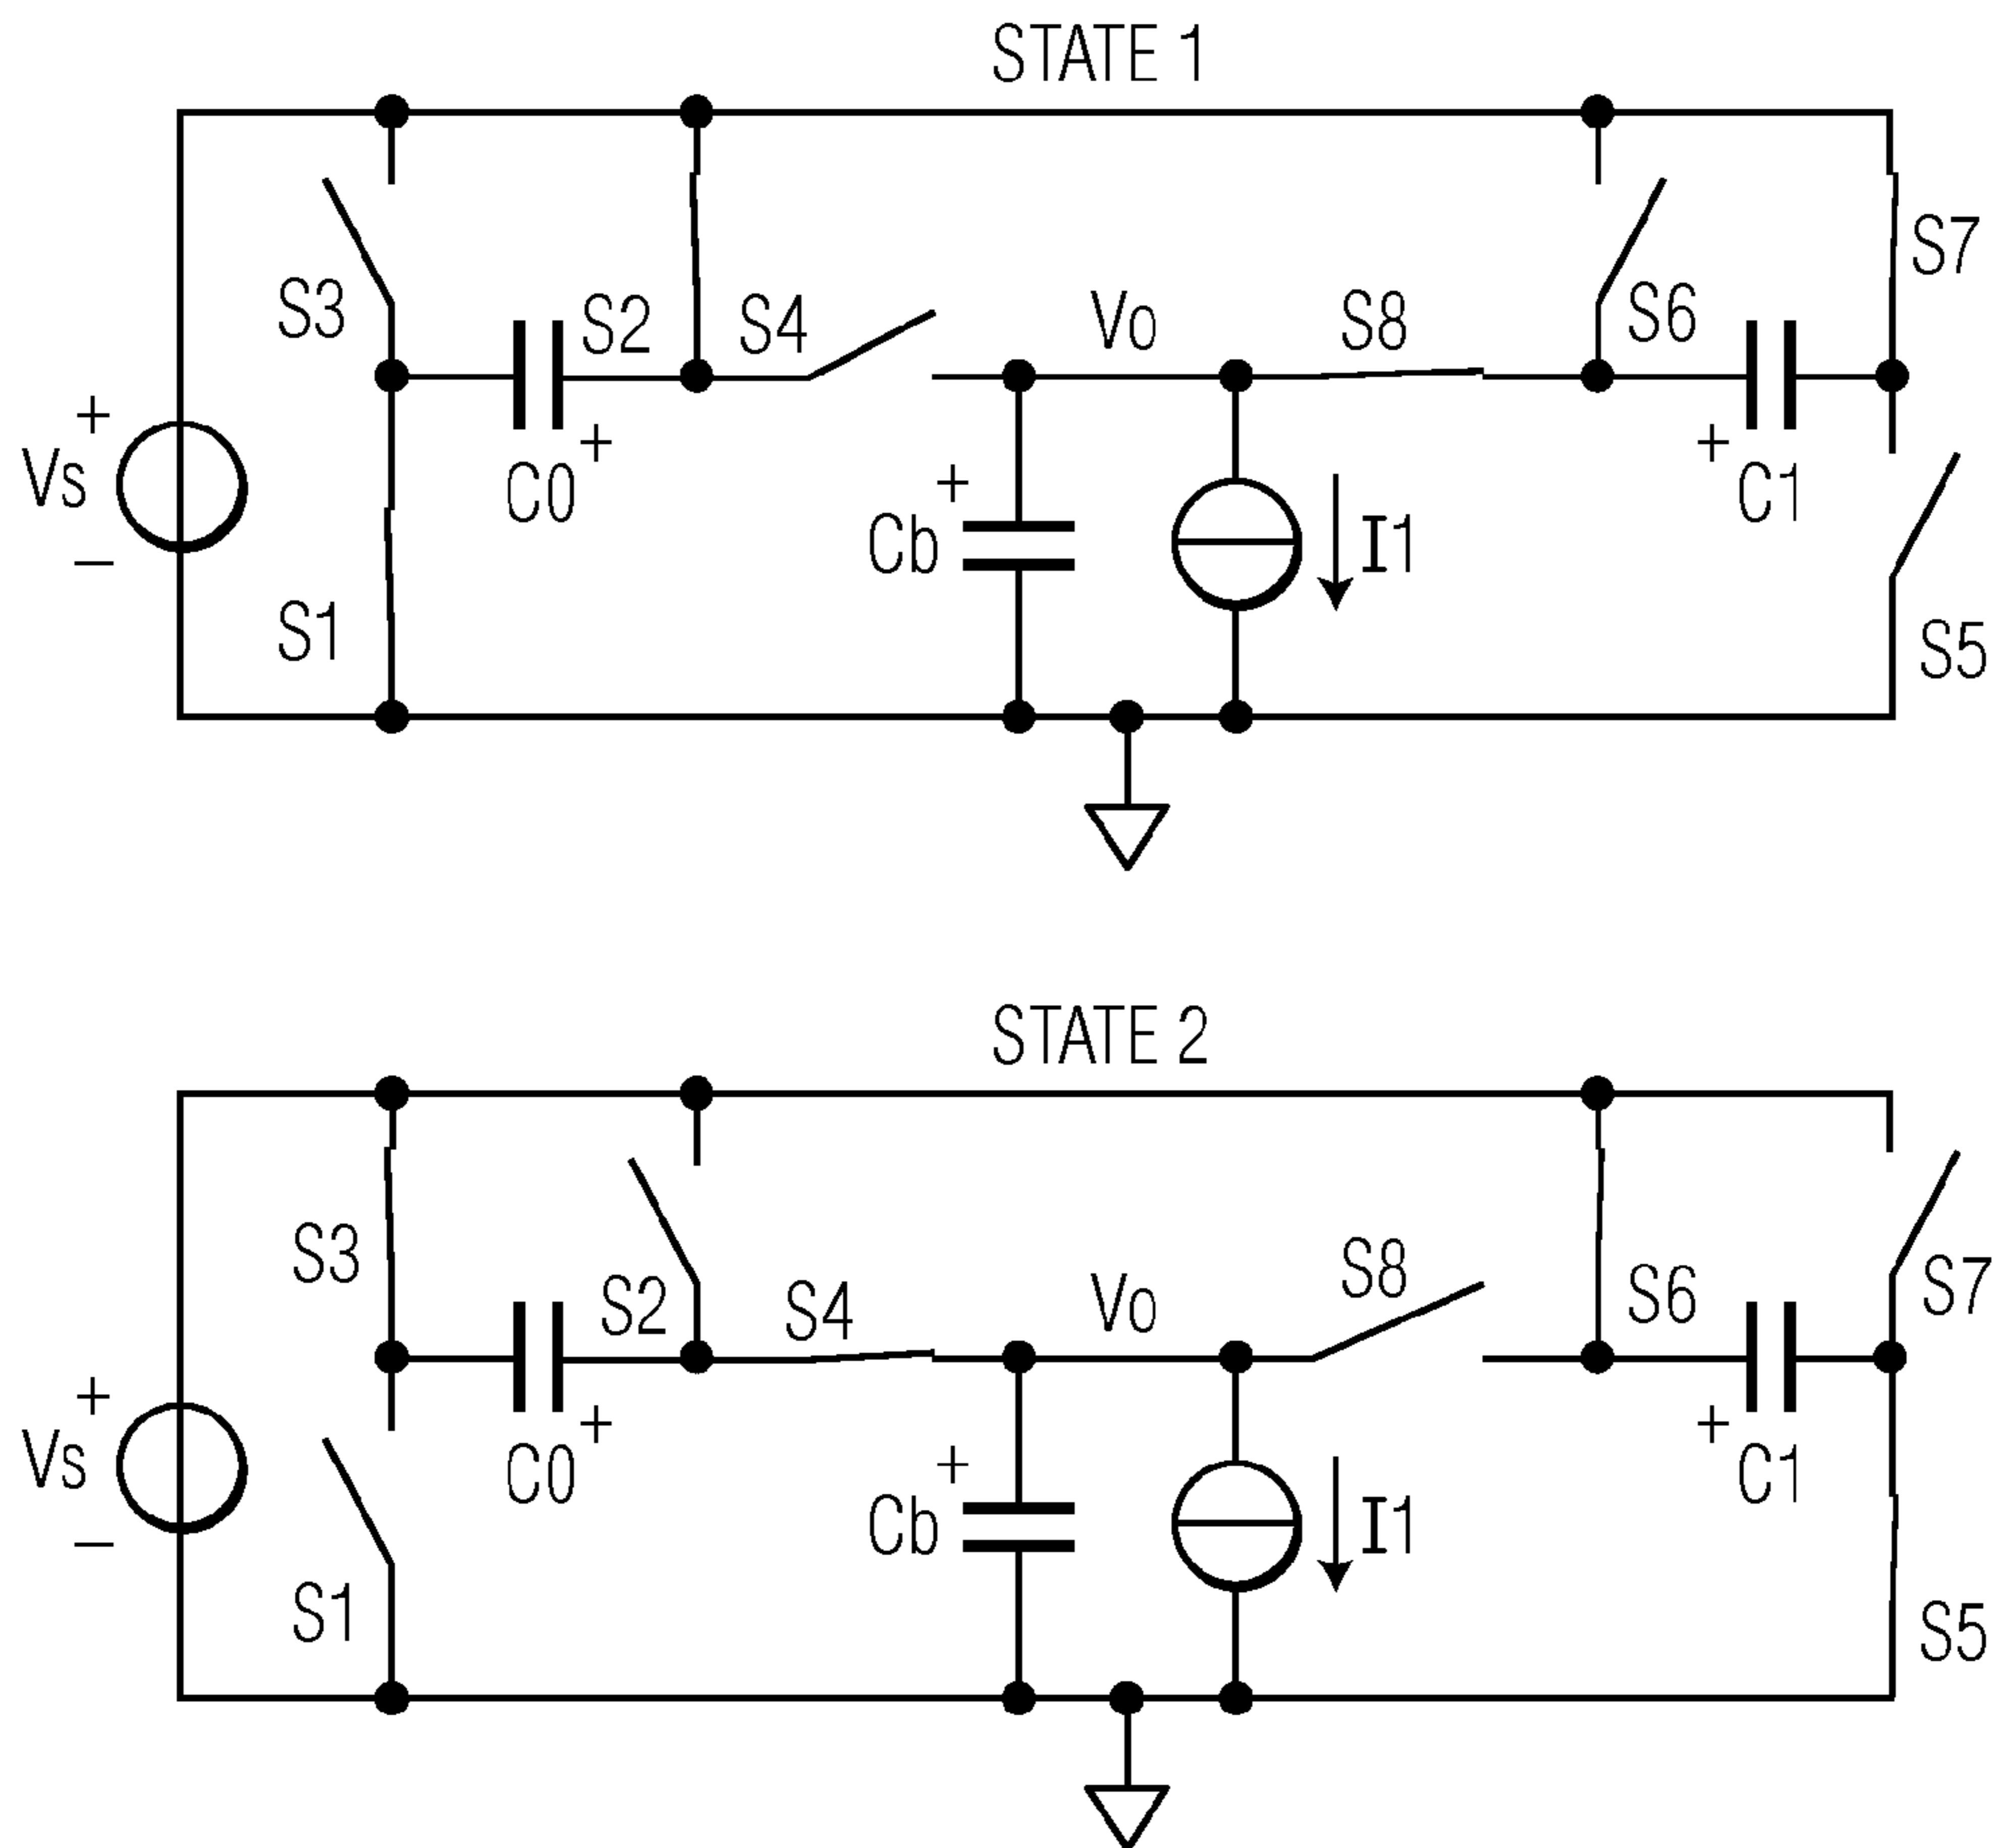 STATE 1
S7
S3 S2 S4 Vo S8 S6
+
Vs
+
C0
+
Cb
+
C1
I1
–
S1
S5
STATE 2
S3 S2 S4 Vo S8 S6 S7
+
Vs
+
C0
+
Cb
+
C1
I1
–
S1
S5